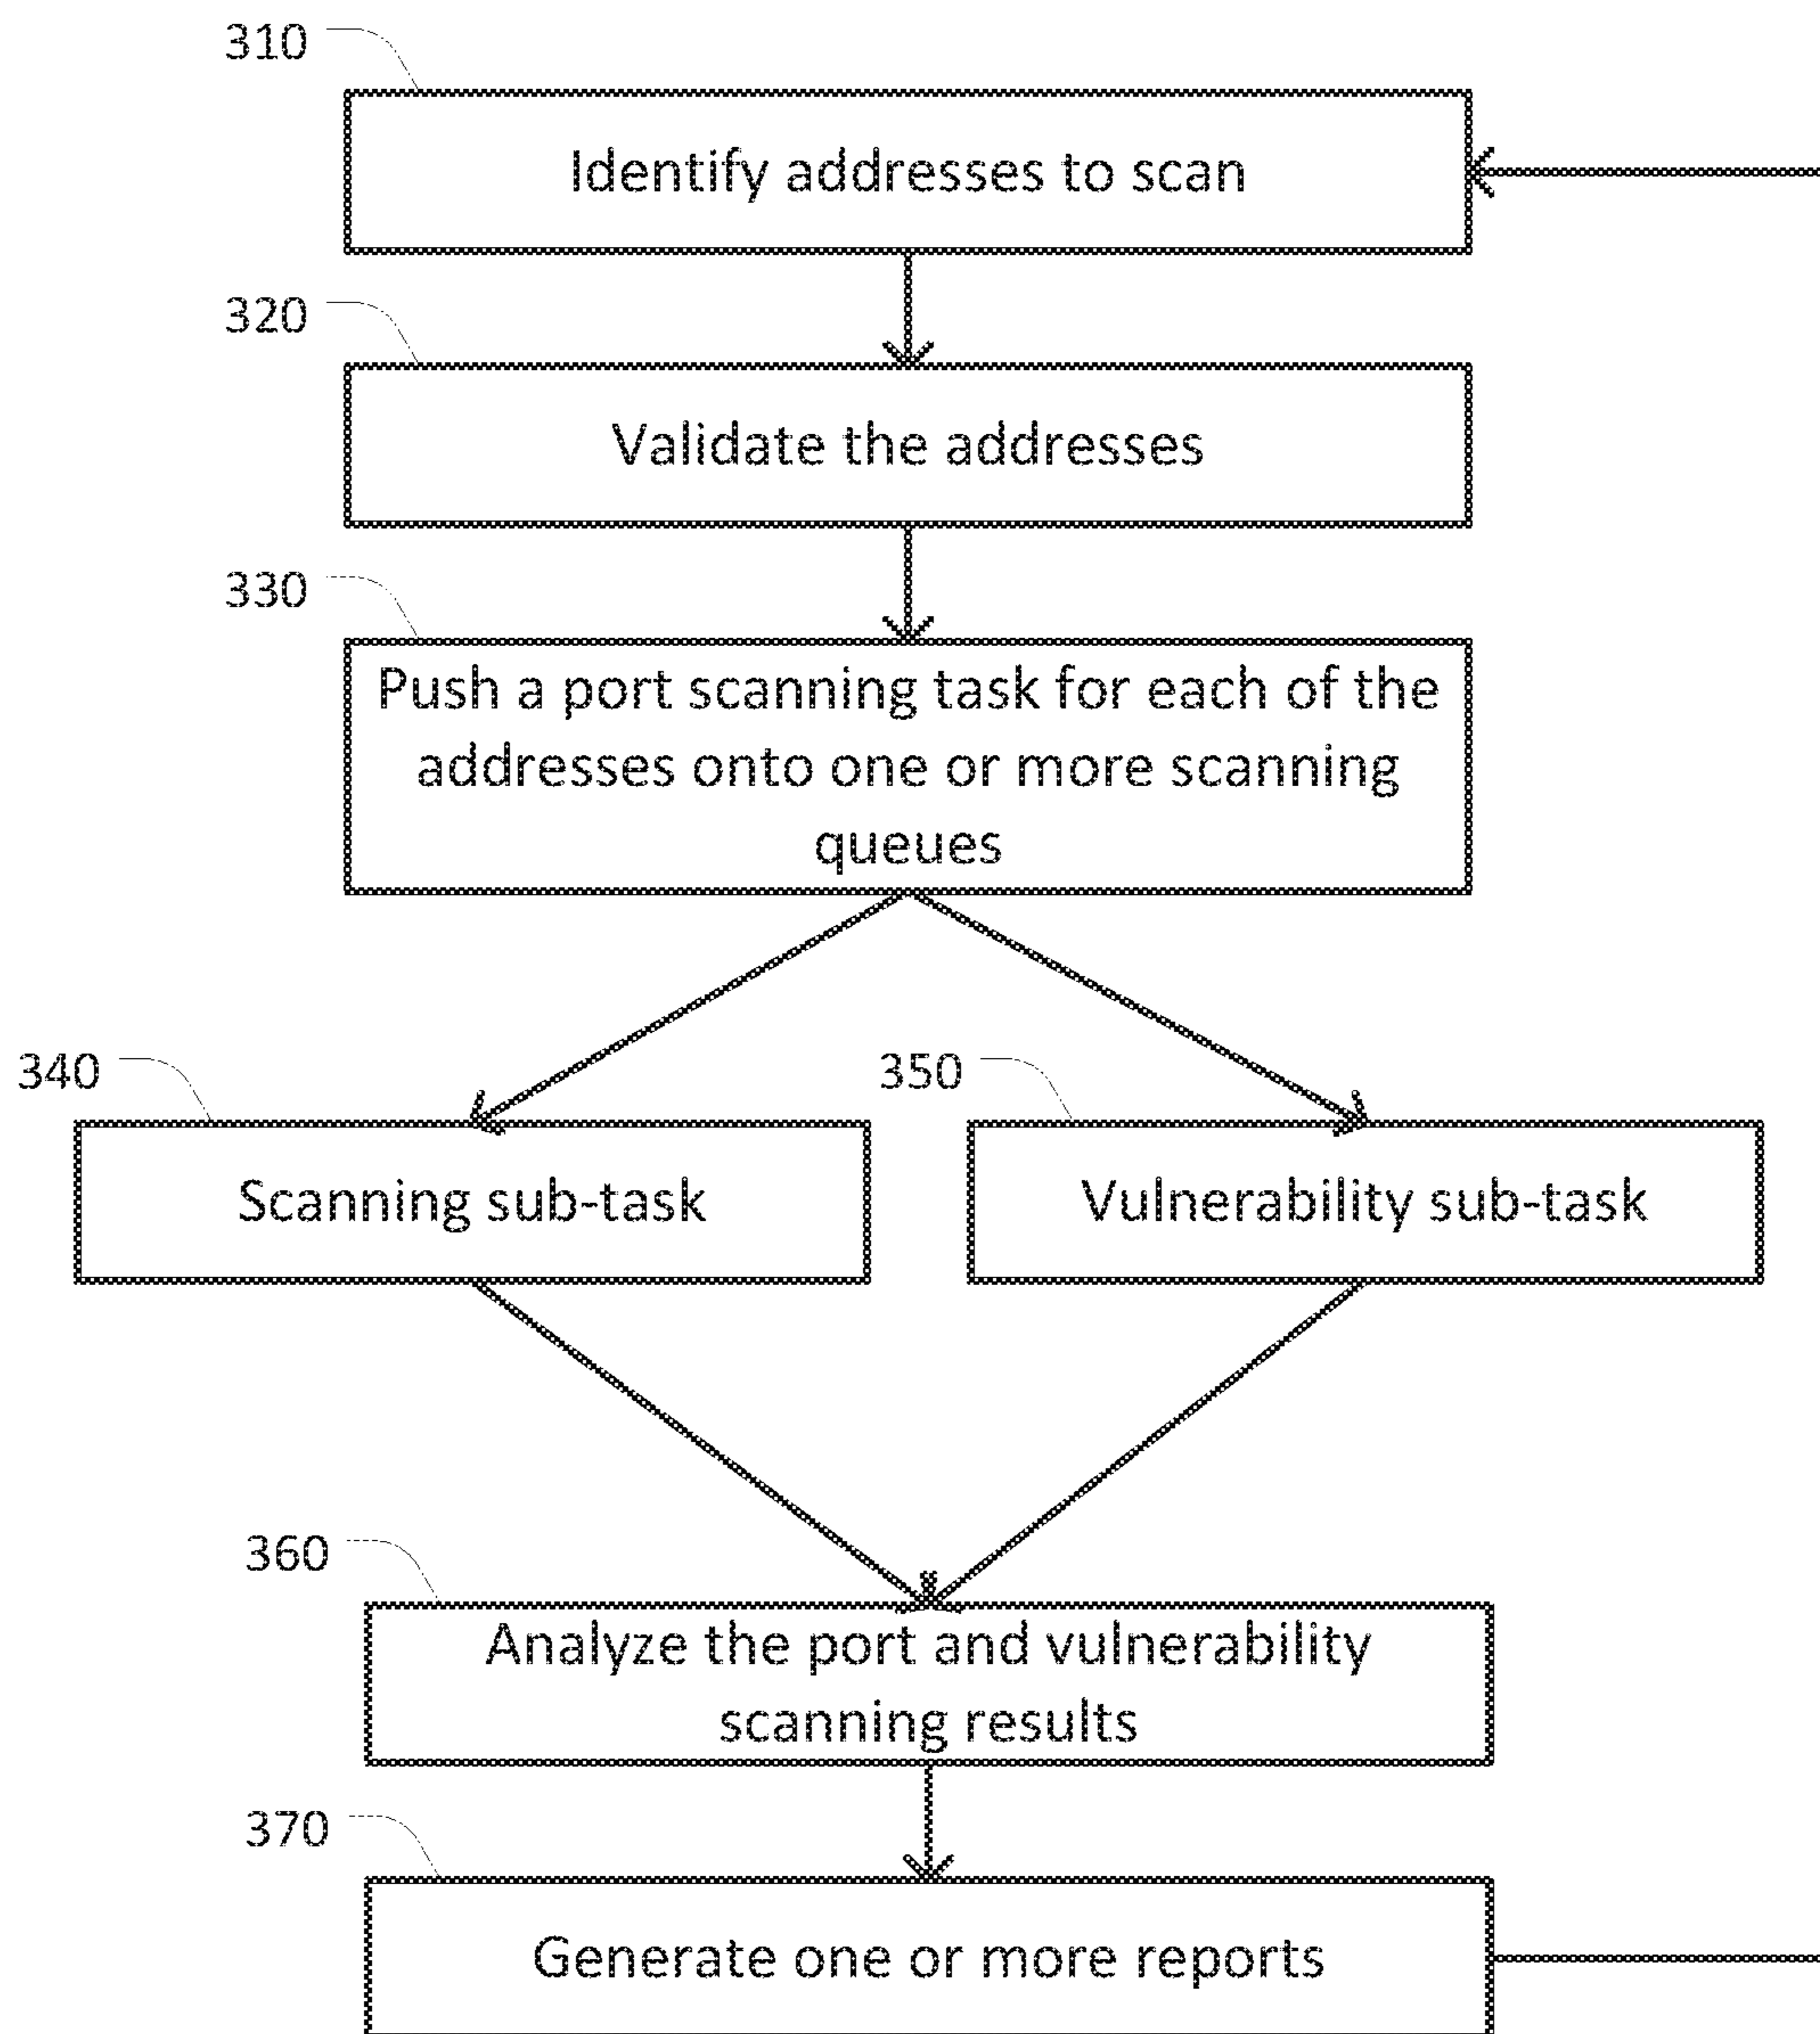 310
Identify addresses to scan
320
Validate the addresses
330
Push a port scanning task for each of the
addresses onto one or more scanning
queues
340
350
Scanning sub-task
Vulnerability sub-task
360
Analyze the port and vulnerability
scanning results
370
Generate one or more reports